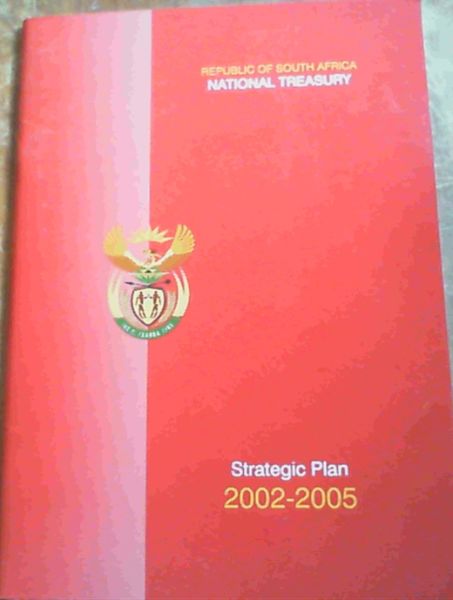 REPUBLIC OF SOUTH AFRICA
NATIONAL TREASURY
Strategic Plan
2002-2005